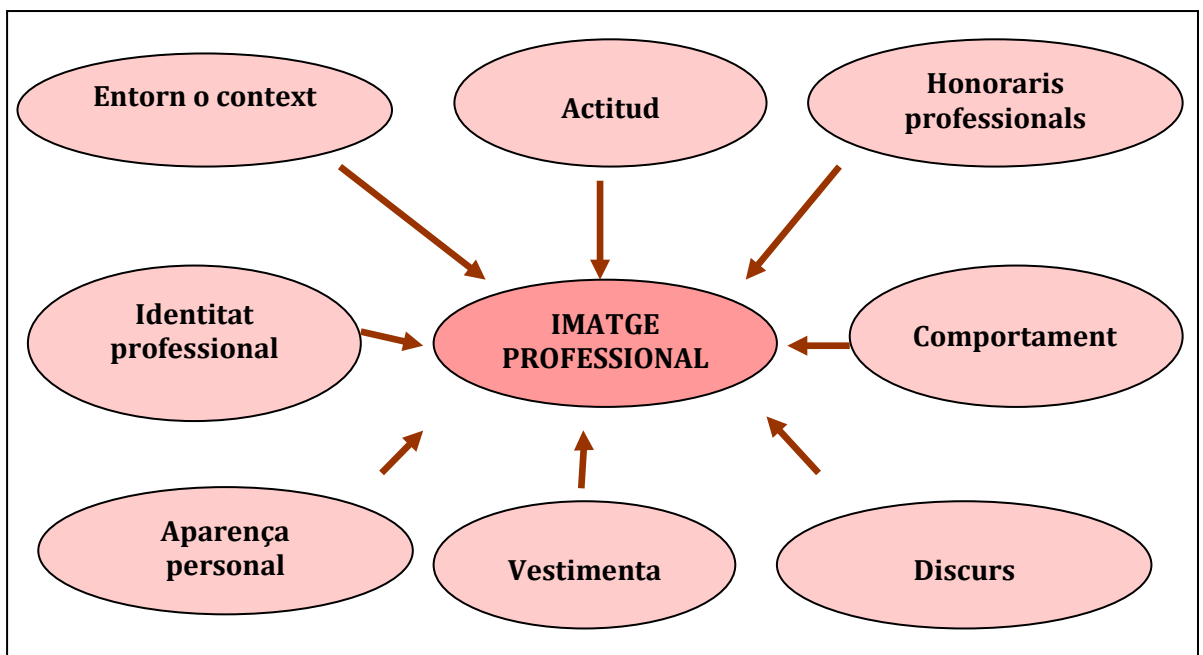 Entorn o context
Actitud
Honoraris
professionals
Identitat
professional
IMATGE
PROFESSIONAL
Comportament
Aparença
personal
Vestimenta
Discurs